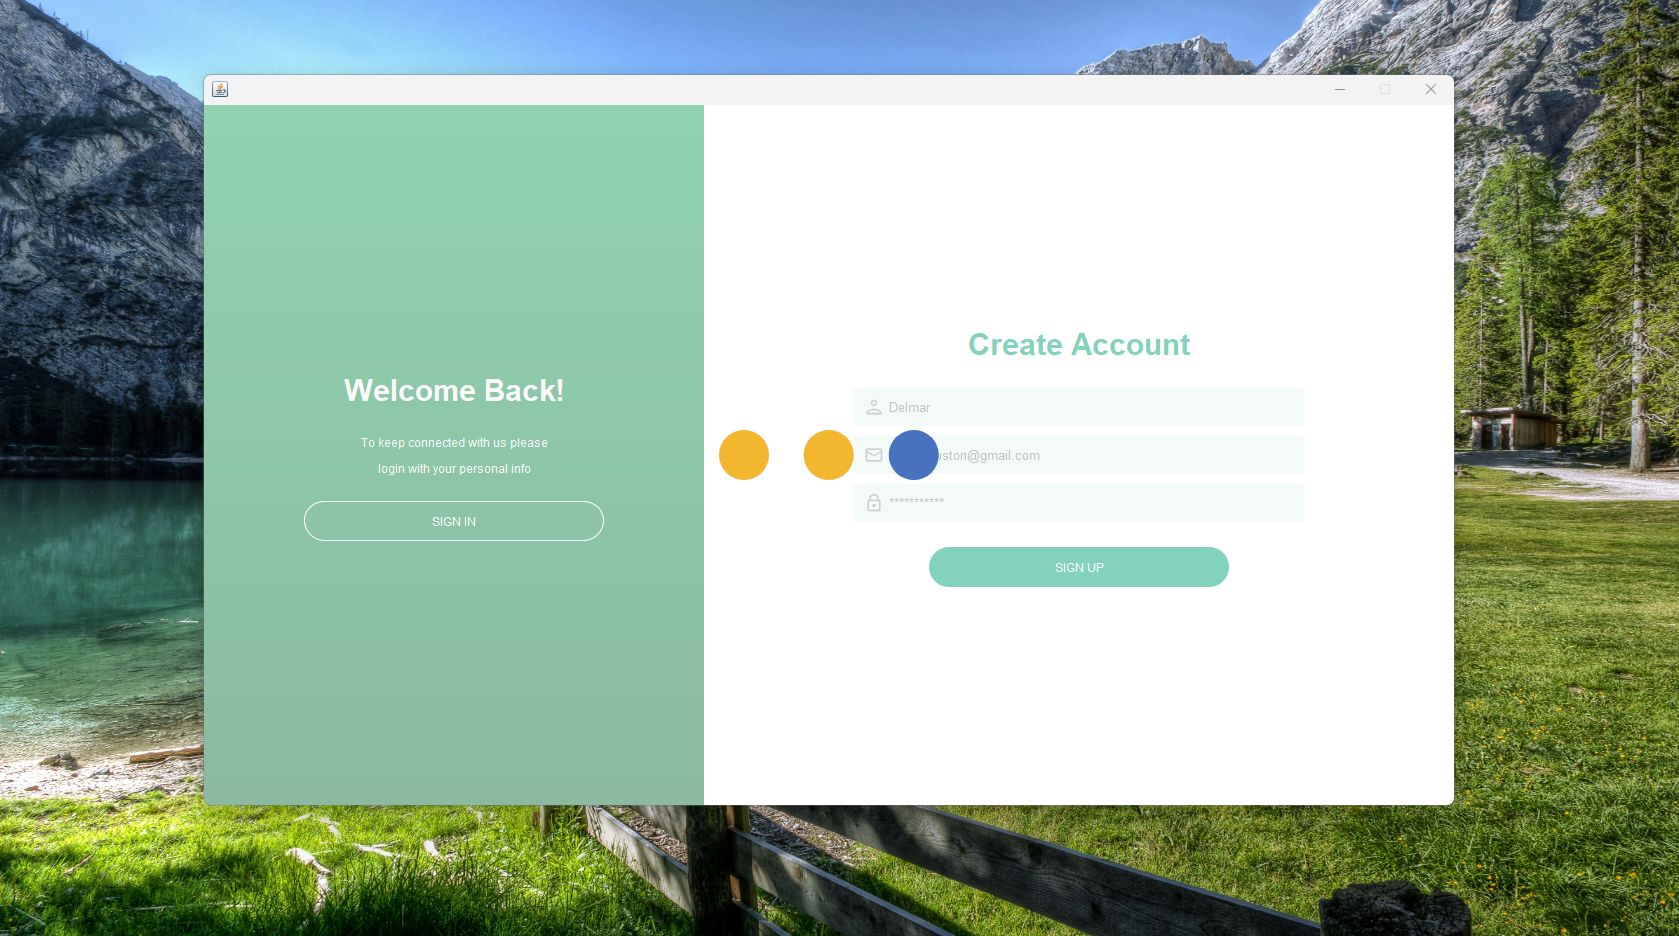 Welcome Back!
To keep connected with us please
login with your personal info
SIGN IN
Create Account
Delmar
ston@gmail.com
***********
SIGN UP